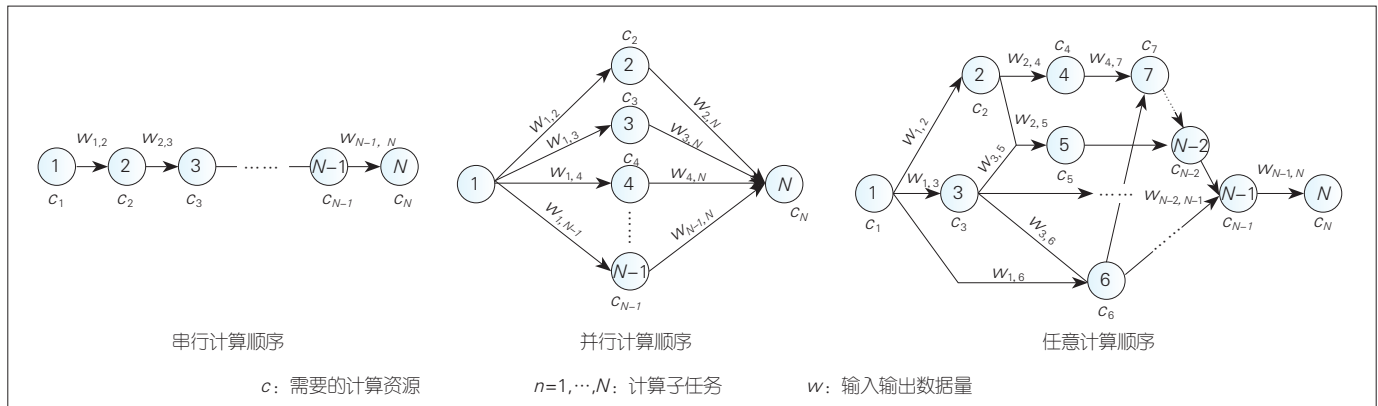 w1,2 w2,3 wN−1, N
1 2 3 …… N−1 N
c1 c2 c3 cN−1 cN
串行计算顺序
c2
2
w1,2 w2,N
c3
w1,3 3 w3,N
c4
1 w1,4 4 w4,N N
cN
w1,N−1 …… wN−1,N
N−1
cN−1
并行计算顺序
c4 c7
2 w2,4 4 w4,7 7
c2
w1,2 w2,5
w3,5 5 N−2
c5 cN−2
1 w1,3 3 …… wN−2, N−1 N−1 wN−1,N N
c1 c3 cN−1 cN
w3,6 ……
w1,6 6
c6
任意计算顺序
c:需要的计算资源 n=1,…,N:计算子任务 w:输入输出数据量